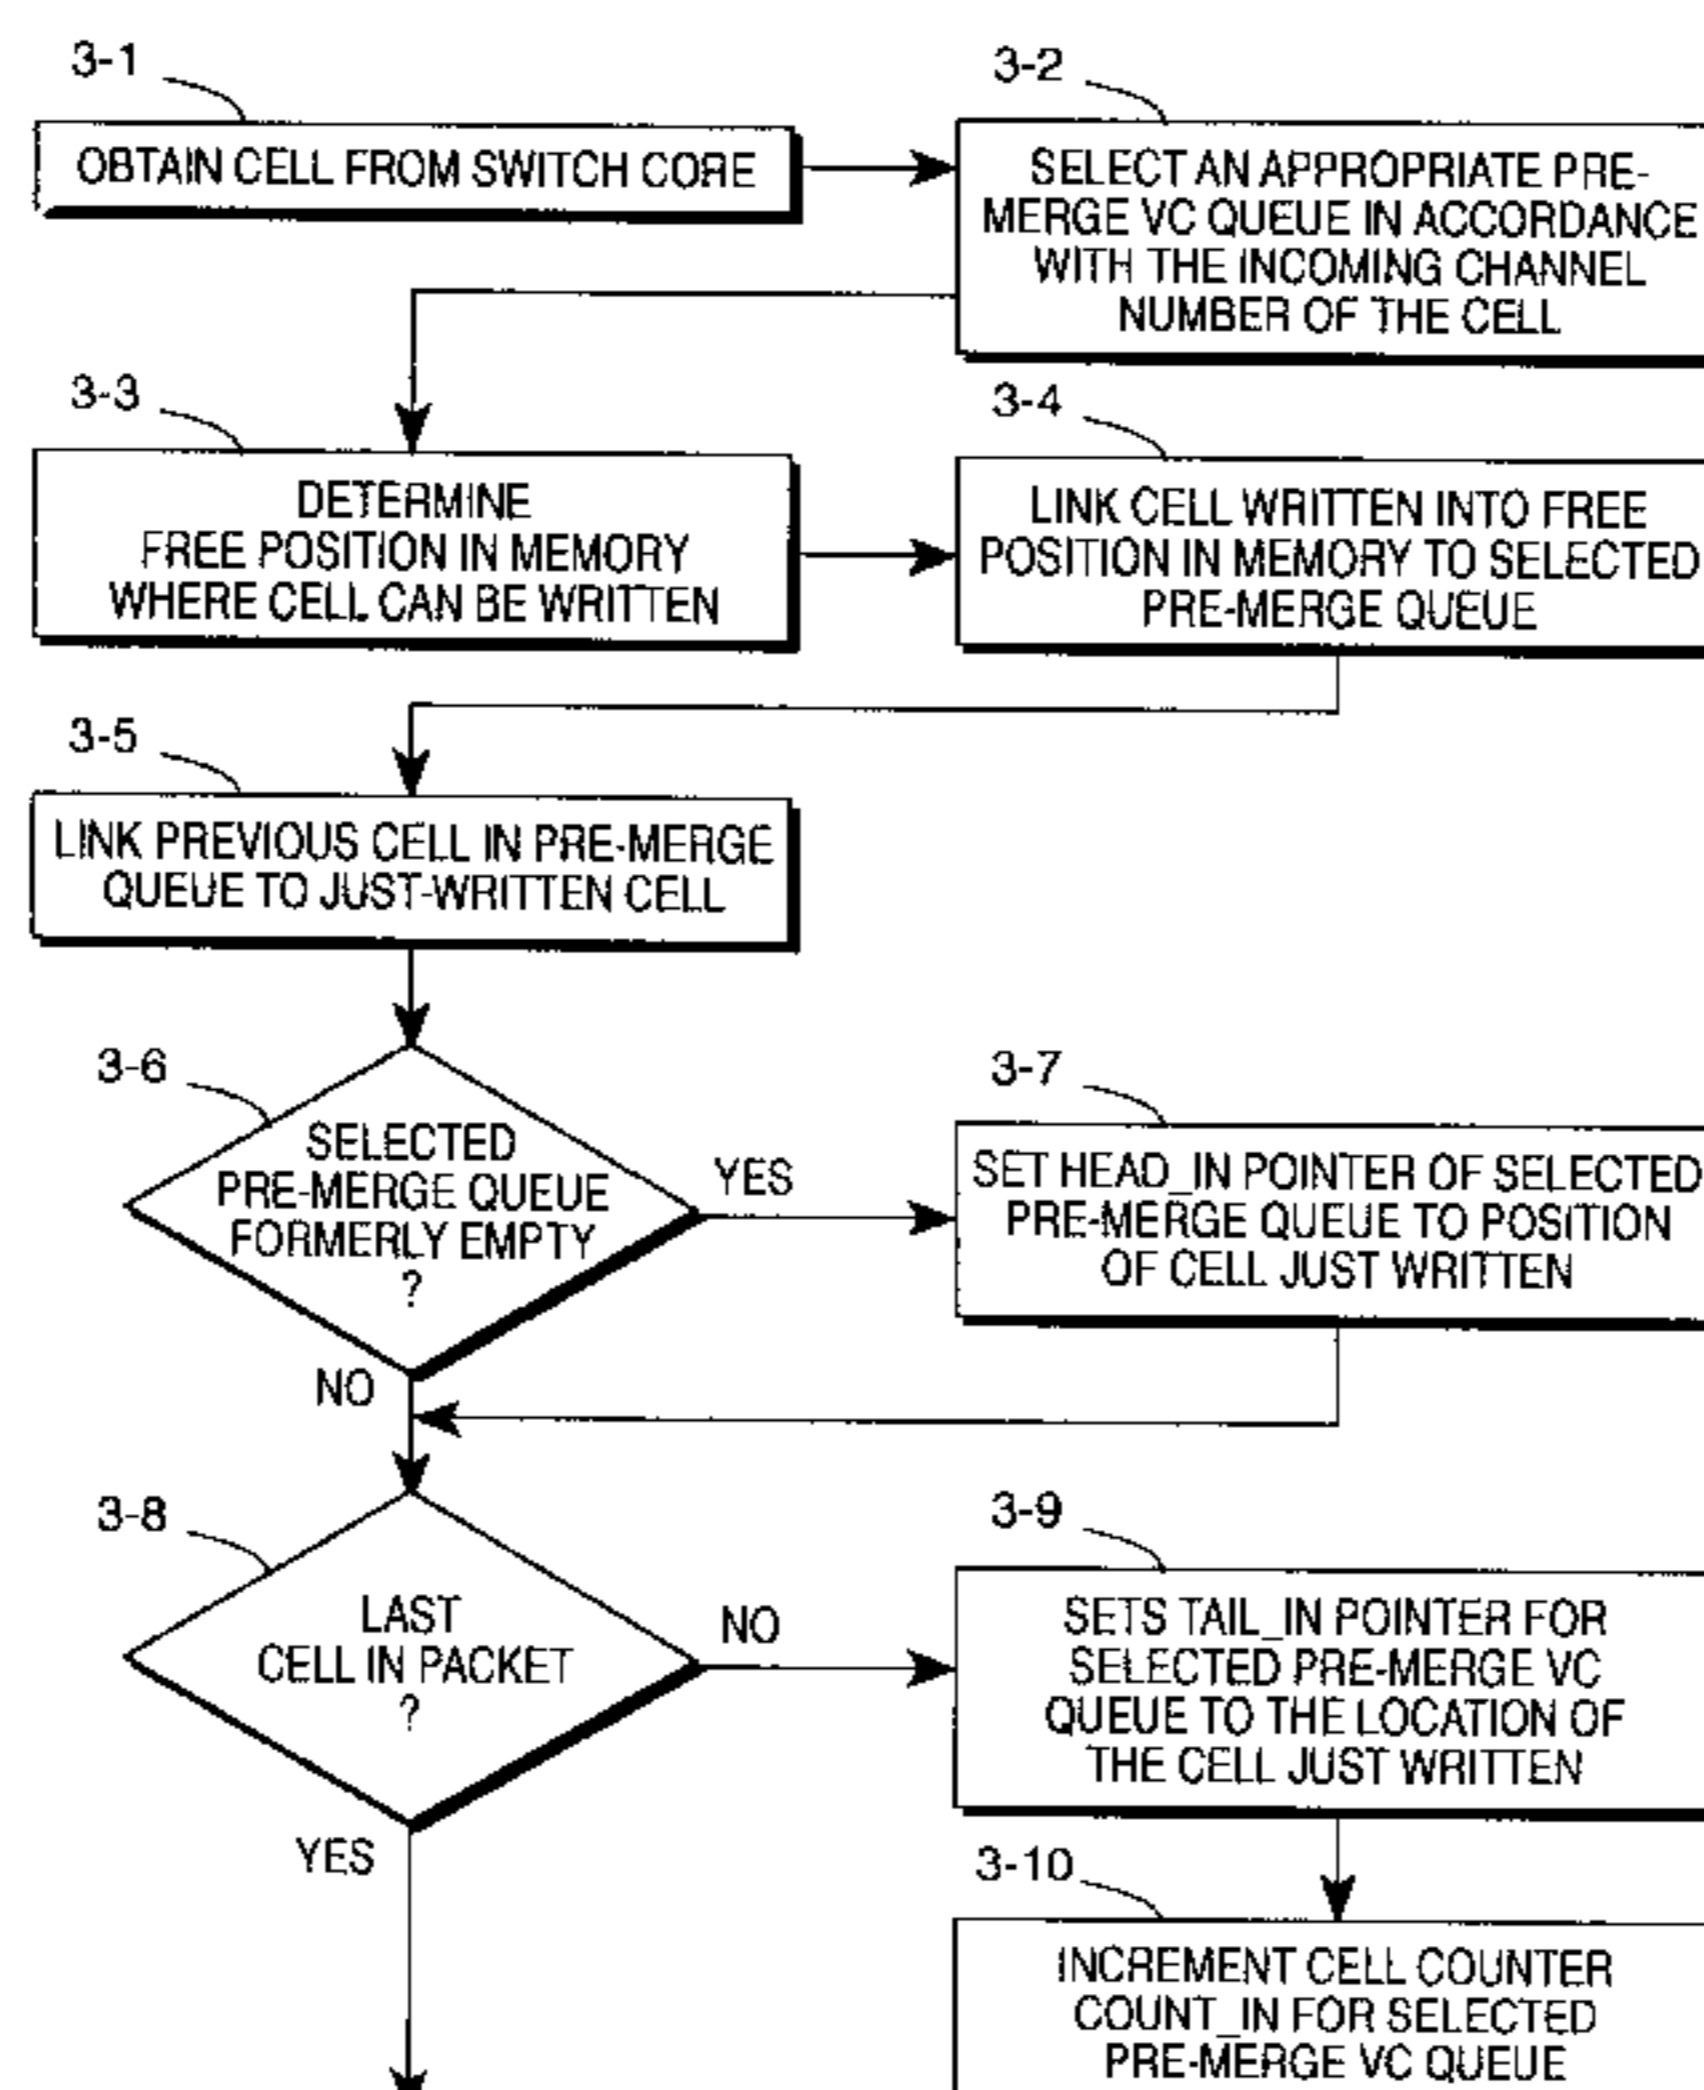 3-1
OBTAIN CELL FROM SWITCH CORE
3-2
SELECT AN APPROPRIATE PRE-
MERGE VC QUEUE IN ACCORDANCE
WITH THE INCOMING CHANNEL
NUMBER OF THE CELL
3-3
DETERMINE
FREE POSITION IN MEMORY
WHERE CELL CAN BE WRITTEN
3-4
LINK CELL WRITTEN INTO FREE
POSITION IN MEMORY TO SELECTED
PRE-MERGE QUEUE
3-5
LINK PREVIOUS CELL IN PRE-MERGE
QUEUE TO JUST-WRITTEN CELL
3-6
SELECTED
PRE-MERGE QUEUE
FORMERLY EMPTY
?
YES
NO
3-7
SET HEAD_IN POINTER OF SELECTED
PRE-MERGE QUEUE TO POSITION
OF CELL JUST WRITTEN
3-8
LAST
CELL IN PACKET
?
NO
YES
3-9
SETS TAIL_IN POINTER FOR
SELECTED PRE-MERGE VC
QUEUE TO THE LOCATION OF
THE CELL JUST WRITTEN
3-10
INCREMENT CELL COUNTER
COUNT_IN FOR SELECTED
PRE-MERGE VC QUEUE